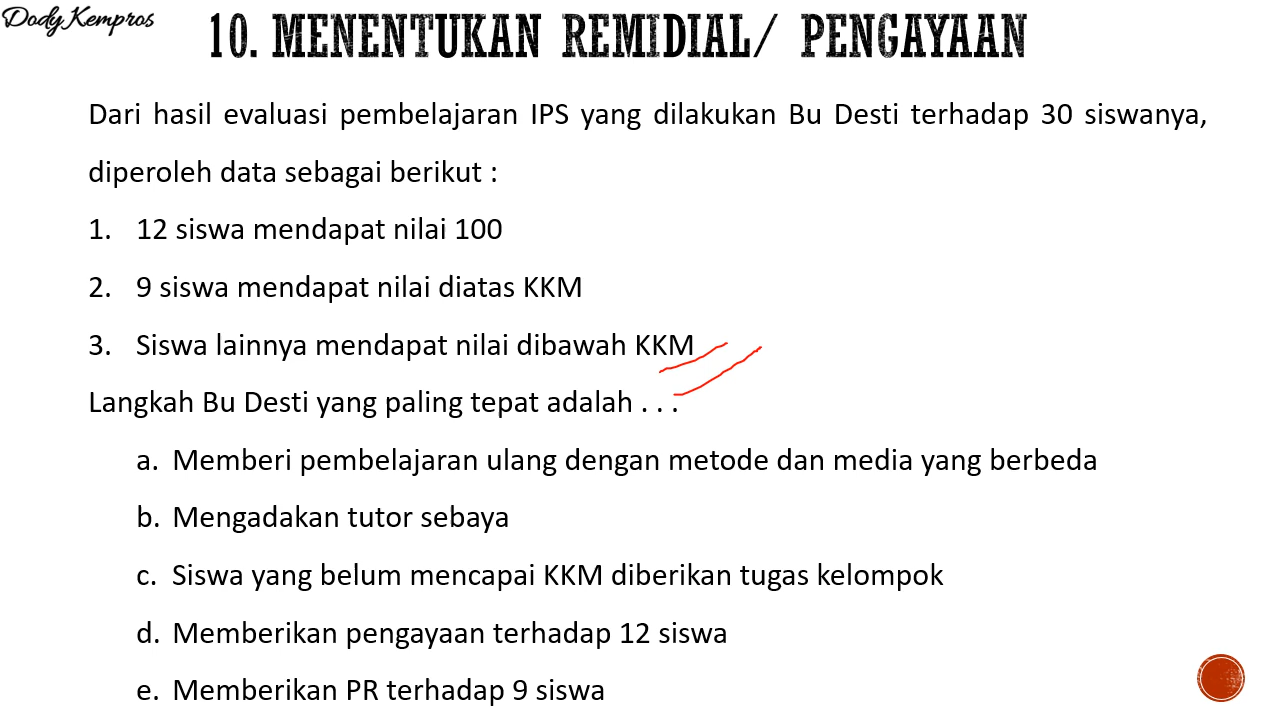 Dody Kempros
10. MENENTUKAN REMIDIAL/ PENGAYAAN
Dari hasil evaluasi pembelajaran IPS yang dilakukan Bu Desti terhadap 30 siswanya,
diperoleh data sebagai berikut :
1. 12 siswa mendapat nilai 100
2. 9 siswa mendapat nilai diatas KKM
3. Siswa lainnya mendapat nilai dibawah KKM
Langkah Bu Desti yang paling tepat adalah . . .
a. Memberi pembelajaran ulang dengan metode dan media yang berbeda
b. Mengadakan tutor sebaya
c. Siswa yang belum mencapai KKM diberikan tugas kelompok
d. Memberikan pengayaan terhadap 12 siswa
e. Memberikan PR terhadap 9 siswa